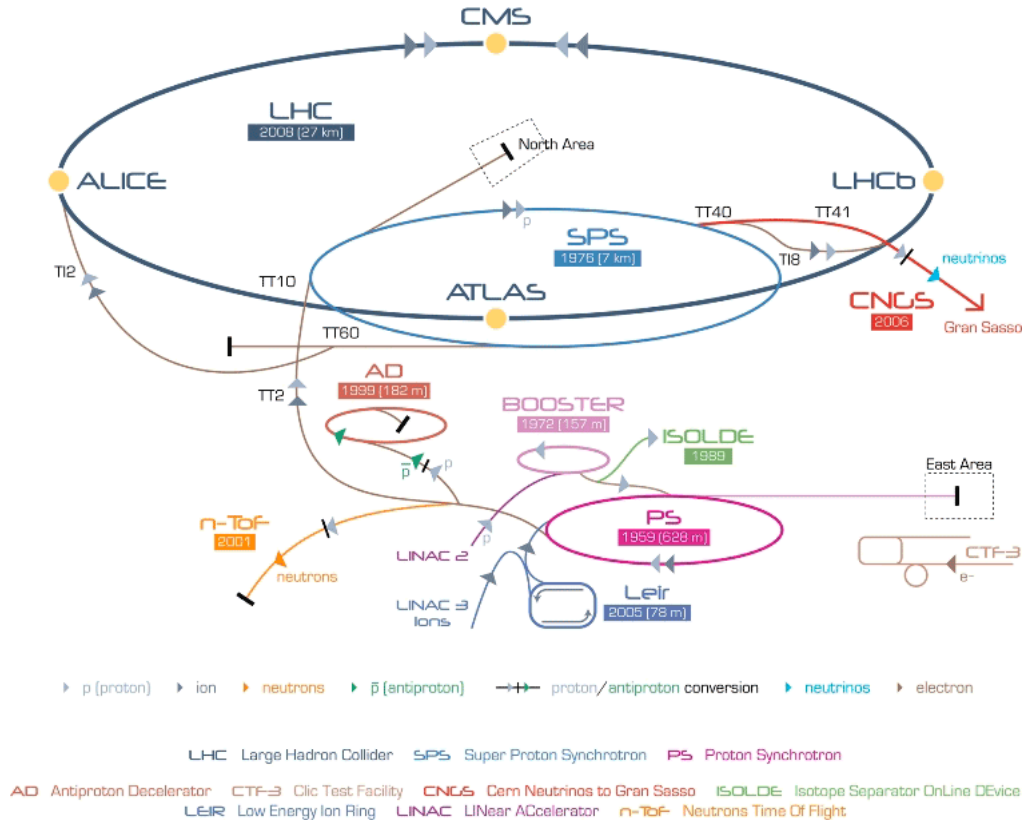 CMS
LHC
2008 (27 km)
North Area
ALICE
LHCb
TT40
TT41
SPS
1976 (7 km)
TI2
TT10
TI8
p
neutrinos
ATLAS
CNGS
2006
Gran Sasso
TT60
AD
1999 (182 m)
TT2
BOOSTER
1972 (157 m)
ISOLDE
1989
p̅
p
East Area
n-ToF
2001
PS
1959 (628 m)
LINAC 2
p
neutrons
CTF-3
e-
LINAC 3
Ions
Leir
2005 (78 m)
p (proton)
ion
neutrons
p̅ (antiproton)
proton/antiproton conversion
neutrinos
electron
LHC Large Hadron Collider SPS Super Proton Synchrotron PS Proton Synchrotron
AD Antiproton Decelerator CTF-3 Clic Test Facility CNGS Cern Neutrinos to Gran Sasso ISOLDE Isotope Separator OnLine DEvice
LEIR Low Energy Ion Ring LINAC LINear ACcelerator n-ToF Neutrons Time Of Flight